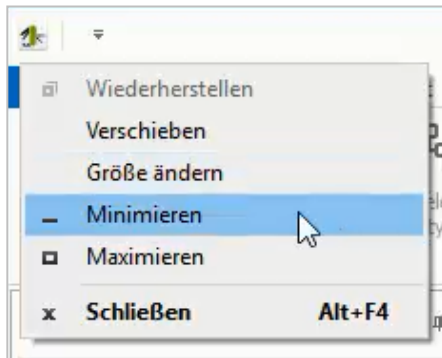 Wiederherstellen
Verschieben
Größe ändern
Minimieren
Maximieren
Schließen Alt+F4